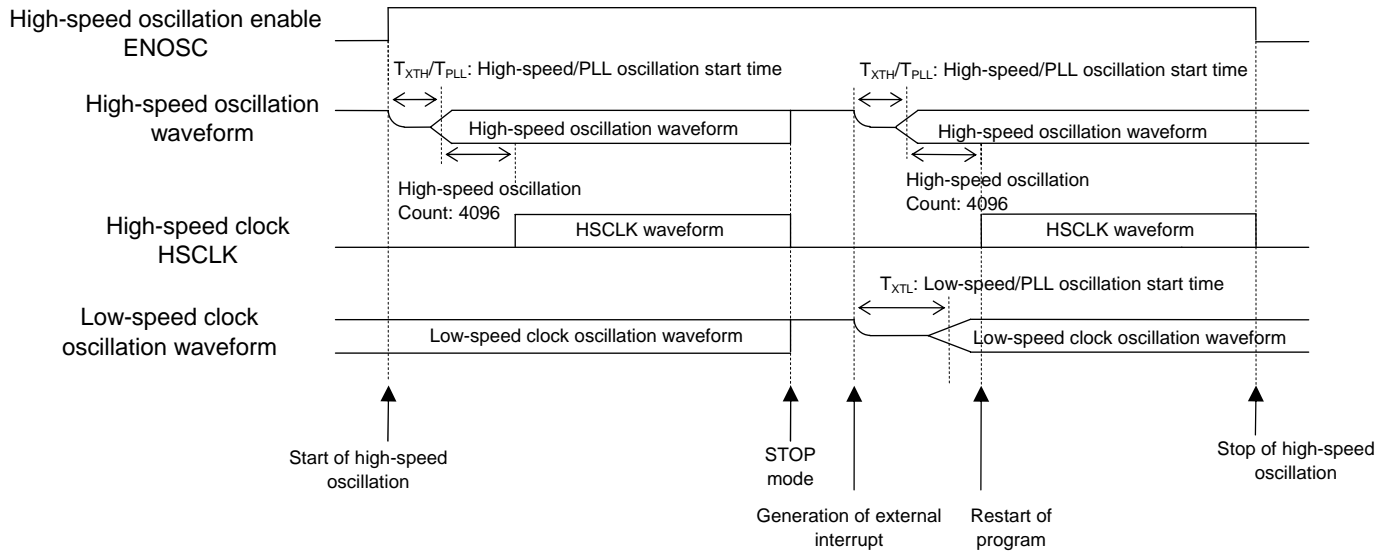 High-speed oscillation enable
ENOSC
TXTH/TPLL: High-speed/PLL oscillation start time
TXTH/TPLL: High-speed/PLL oscillation start time
High-speed oscillation
waveform
High-speed oscillation waveform
High-speed oscillation waveform
High-speed oscillation
Count: 4096
High-speed oscillation
Count: 4096
High-speed clock
HSCLK
HSCLK waveform
HSCLK waveform
TXTL: Low-speed/PLL oscillation start time
Low-speed clock
oscillation waveform
Low-speed clock oscillation waveform
Low-speed clock oscillation waveform
Start of high-speed
oscillation
STOP
mode
Stop of high-speed
oscillation
Generation of external
interrupt
Restart of
program